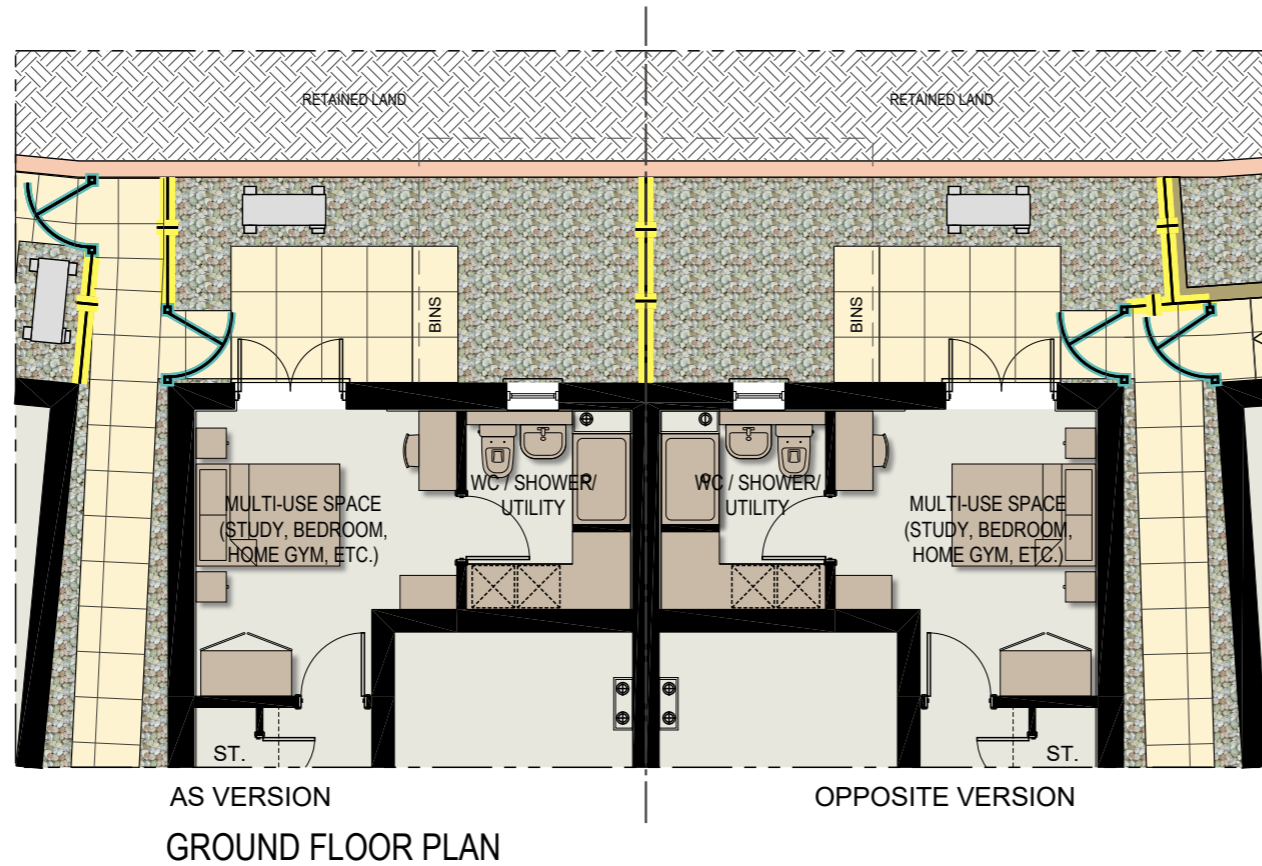 RETAINED LAND
RETAINED LAND
BINS
BINS
WC / SHOWER/
UTILITY
WC / SHOWER/
UTILITY
MULTI-USE SPACE
(STUDY, BEDROOM,
HOME GYM, ETC.)
MULTI-USE SPACE
(STUDY, BEDROOM,
HOME GYM, ETC.)
ST.
ST.
AS VERSION
OPPOSITE VERSION
GROUND FLOOR PLAN